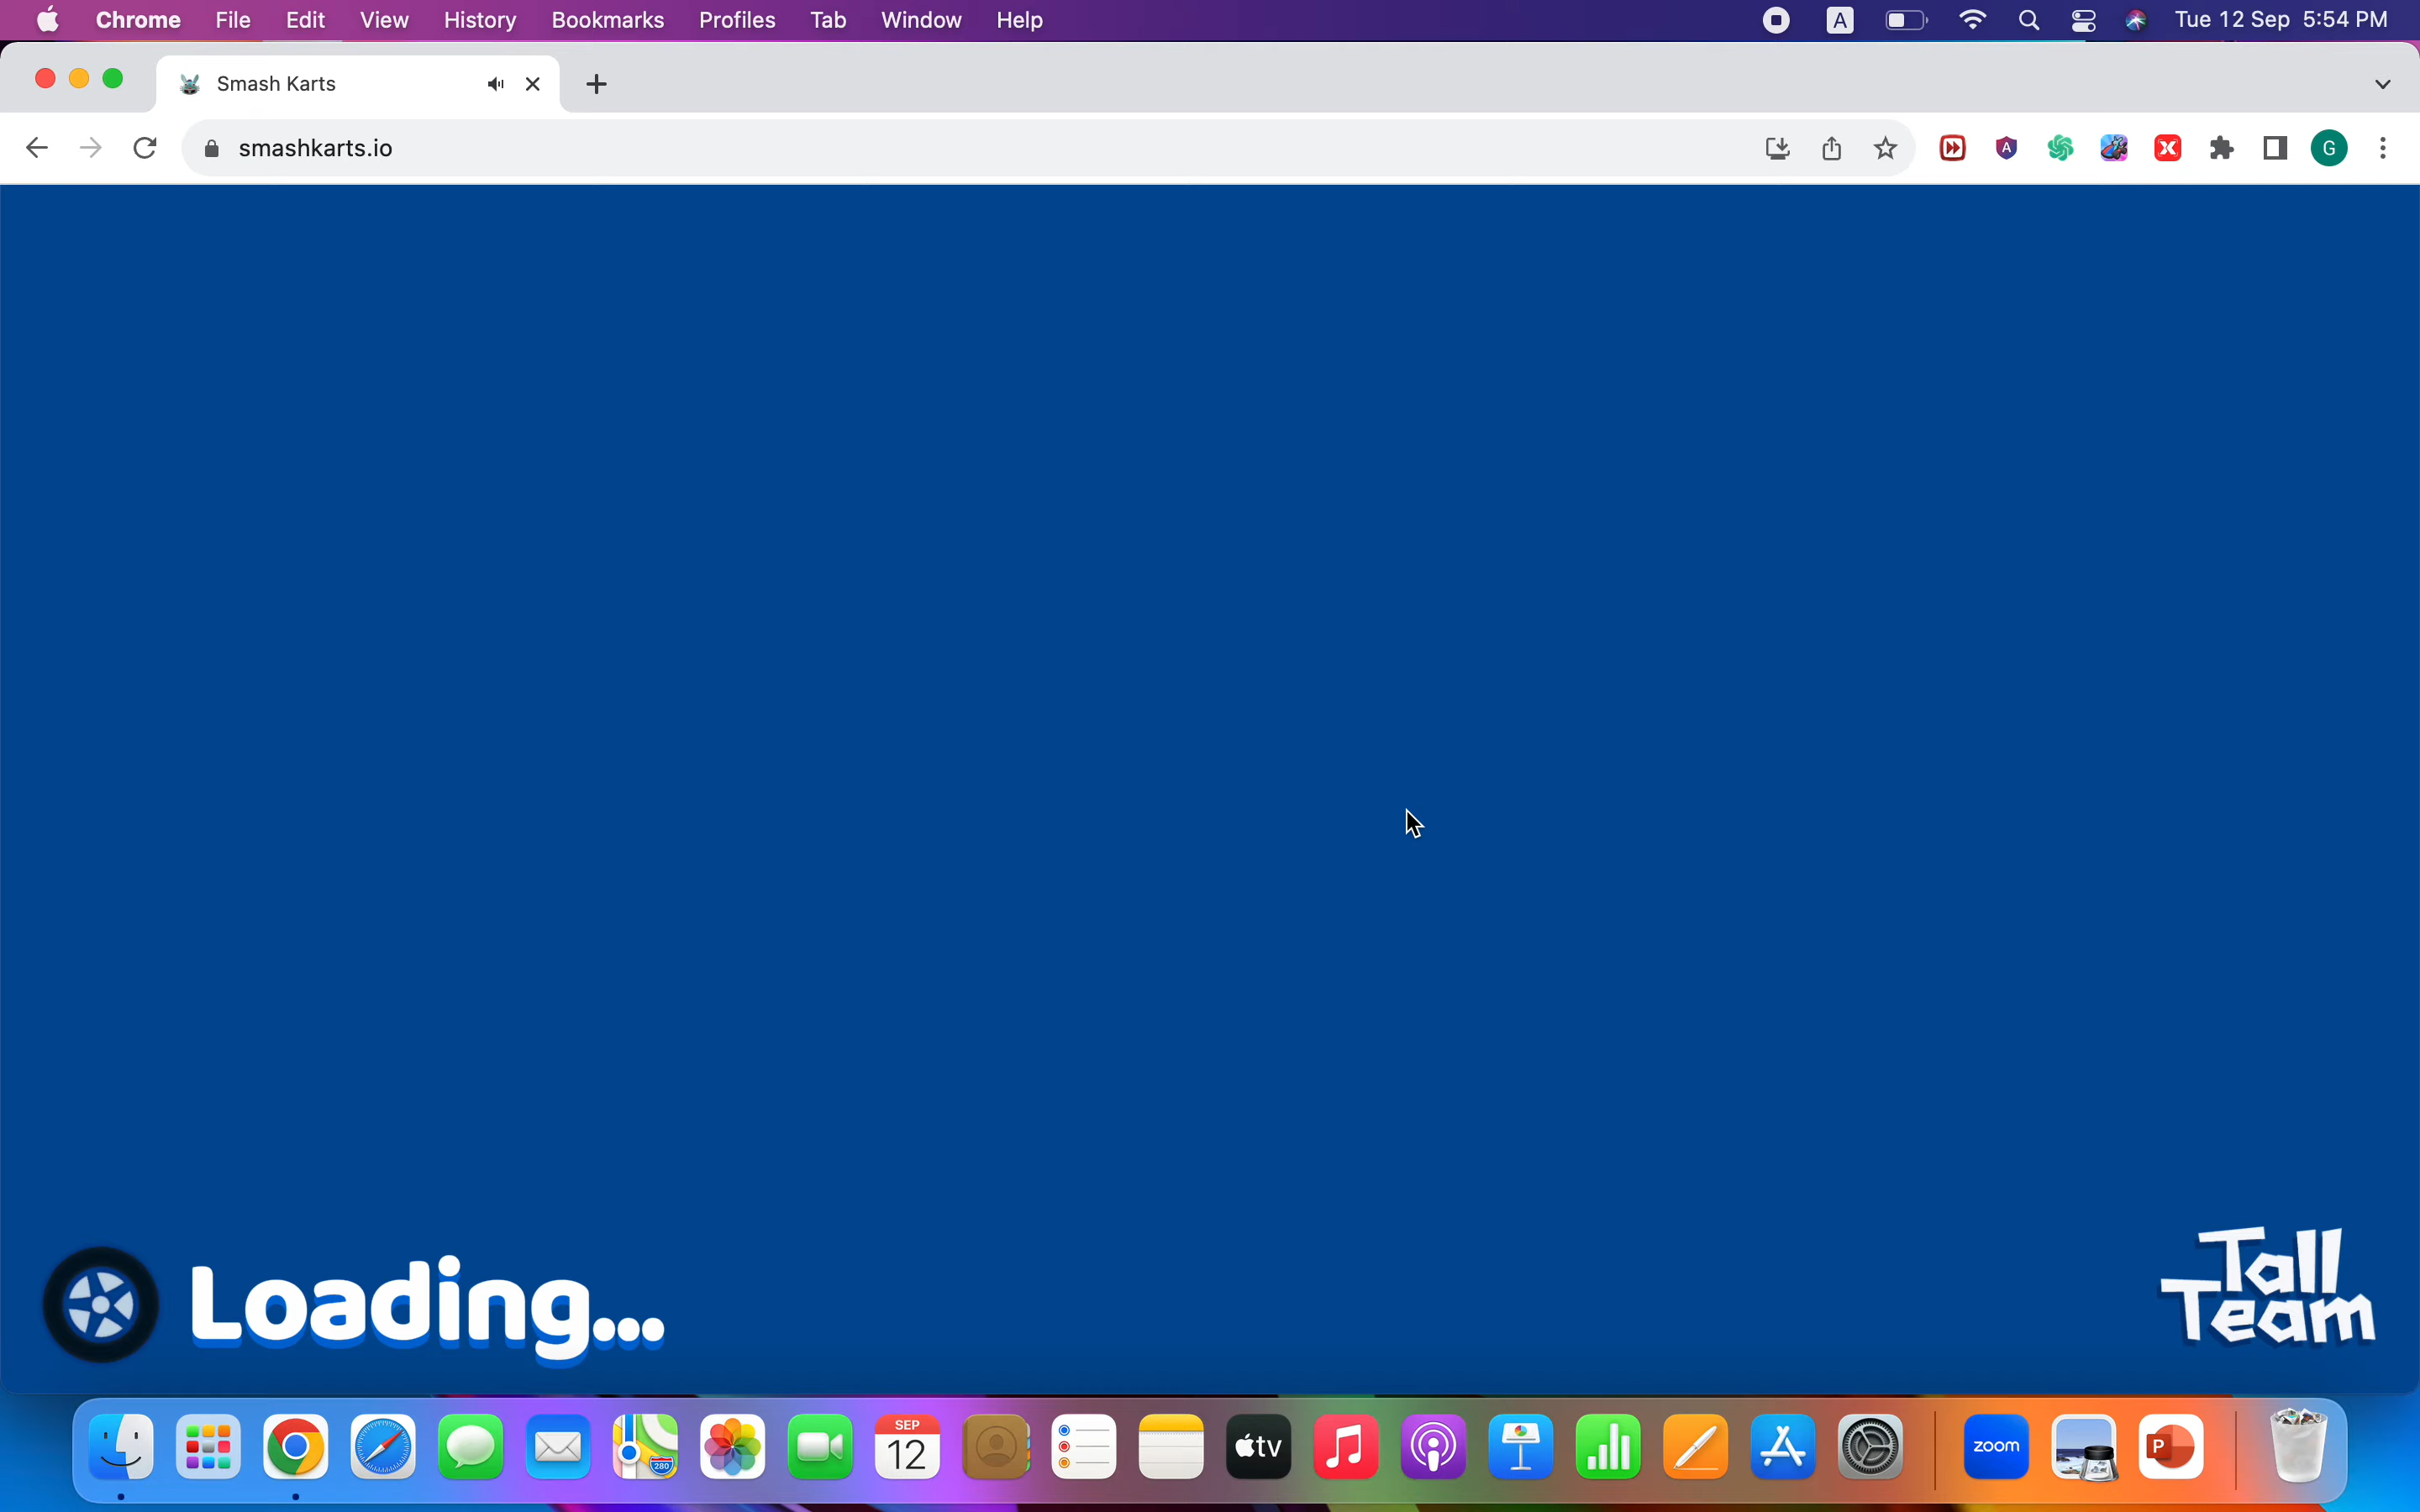 Chrome File Edit View History Bookmarks Profiles Tab Window Help A Tue 12 Sep 5:54 PM
Smash Karts
smashkarts.io A G
Loading...
Tall
Team
280
SEP
12
tv
zoom
P